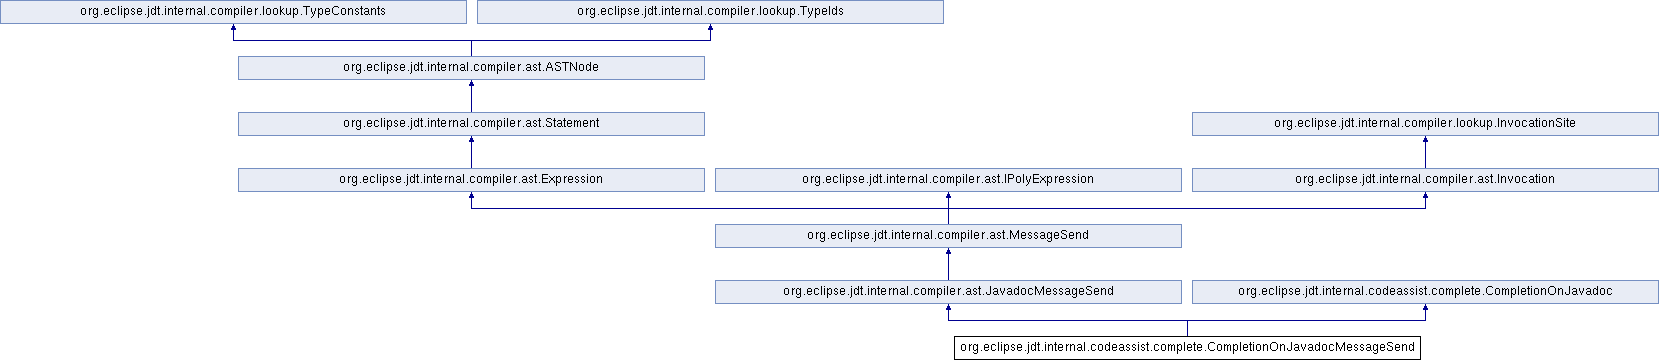 org.eclipse.jdt.internal.compiler.lookup.TypeConstants
org.eclipse.jdt.internal.compiler.lookup.TypeIds
org.eclipse.jdt.internal.compiler.ast.ASTNode
org.eclipse.jdt.internal.compiler.ast.Statement
org.eclipse.jdt.internal.compiler.lookup.InvocationSite
org.eclipse.jdt.internal.compiler.ast.Expression
org.eclipse.jdt.internal.compiler.ast.IPolyExpression
org.eclipse.jdt.internal.compiler.ast.Invocation
org.eclipse.jdt.internal.compiler.ast.MessageSend
org.eclipse.jdt.internal.compiler.ast.JavadocMessageSend
org.eclipse.jdt.internal.codeassist.complete.CompletionOnJavadoc
org.eclipse.jdt.internal.codeassist.complete.CompletionOnJavadocMessageSend